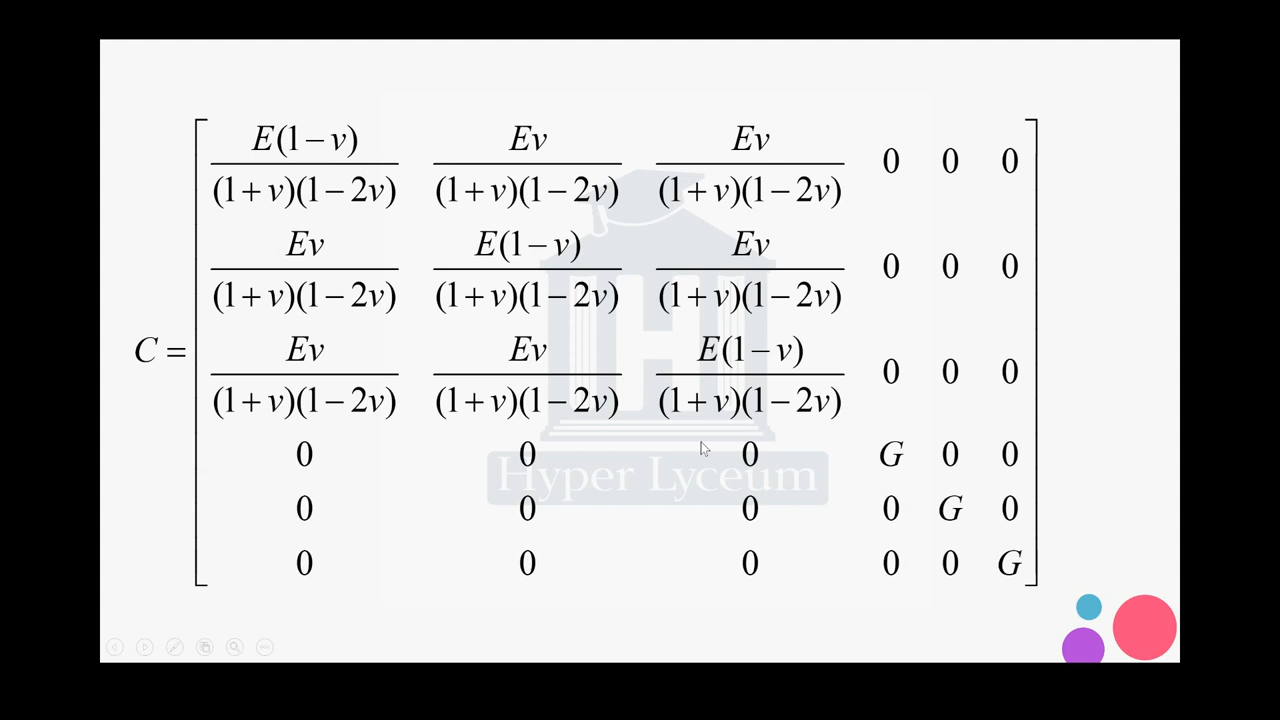 E(1−v)/(1+v)(1−2v) Ev/(1+v)(1−2v) Ev/(1+v)(1−2v) 0 0 0
Ev/(1+v)(1−2v) E(1−v)/(1+v)(1−2v) Ev/(1+v)(1−2v) 0 0 0
C = Ev/(1+v)(1−2v) Ev/(1+v)(1−2v) E(1−v)/(1+v)(1−2v) 0 0 0
0 0 0 G 0 0
Hyper Lyceum
0 0 0 0 G 0
0 0 0 0 0 G